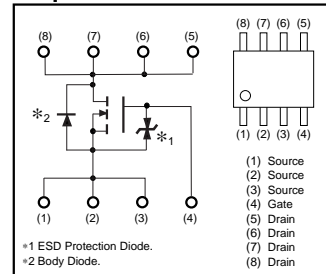 (8) (7) (6) (5)
(8) (7) (6) (5)
*2
*1
(1) (2) (3) (4)
(1) (2) (3) (4)
(1) Source
(2) Source
(3) Source
(4) Gate
(5) Drain
(6) Drain
(7) Drain
(8) Drain
*1 ESD Protection Diode.
*2 Body Diode.